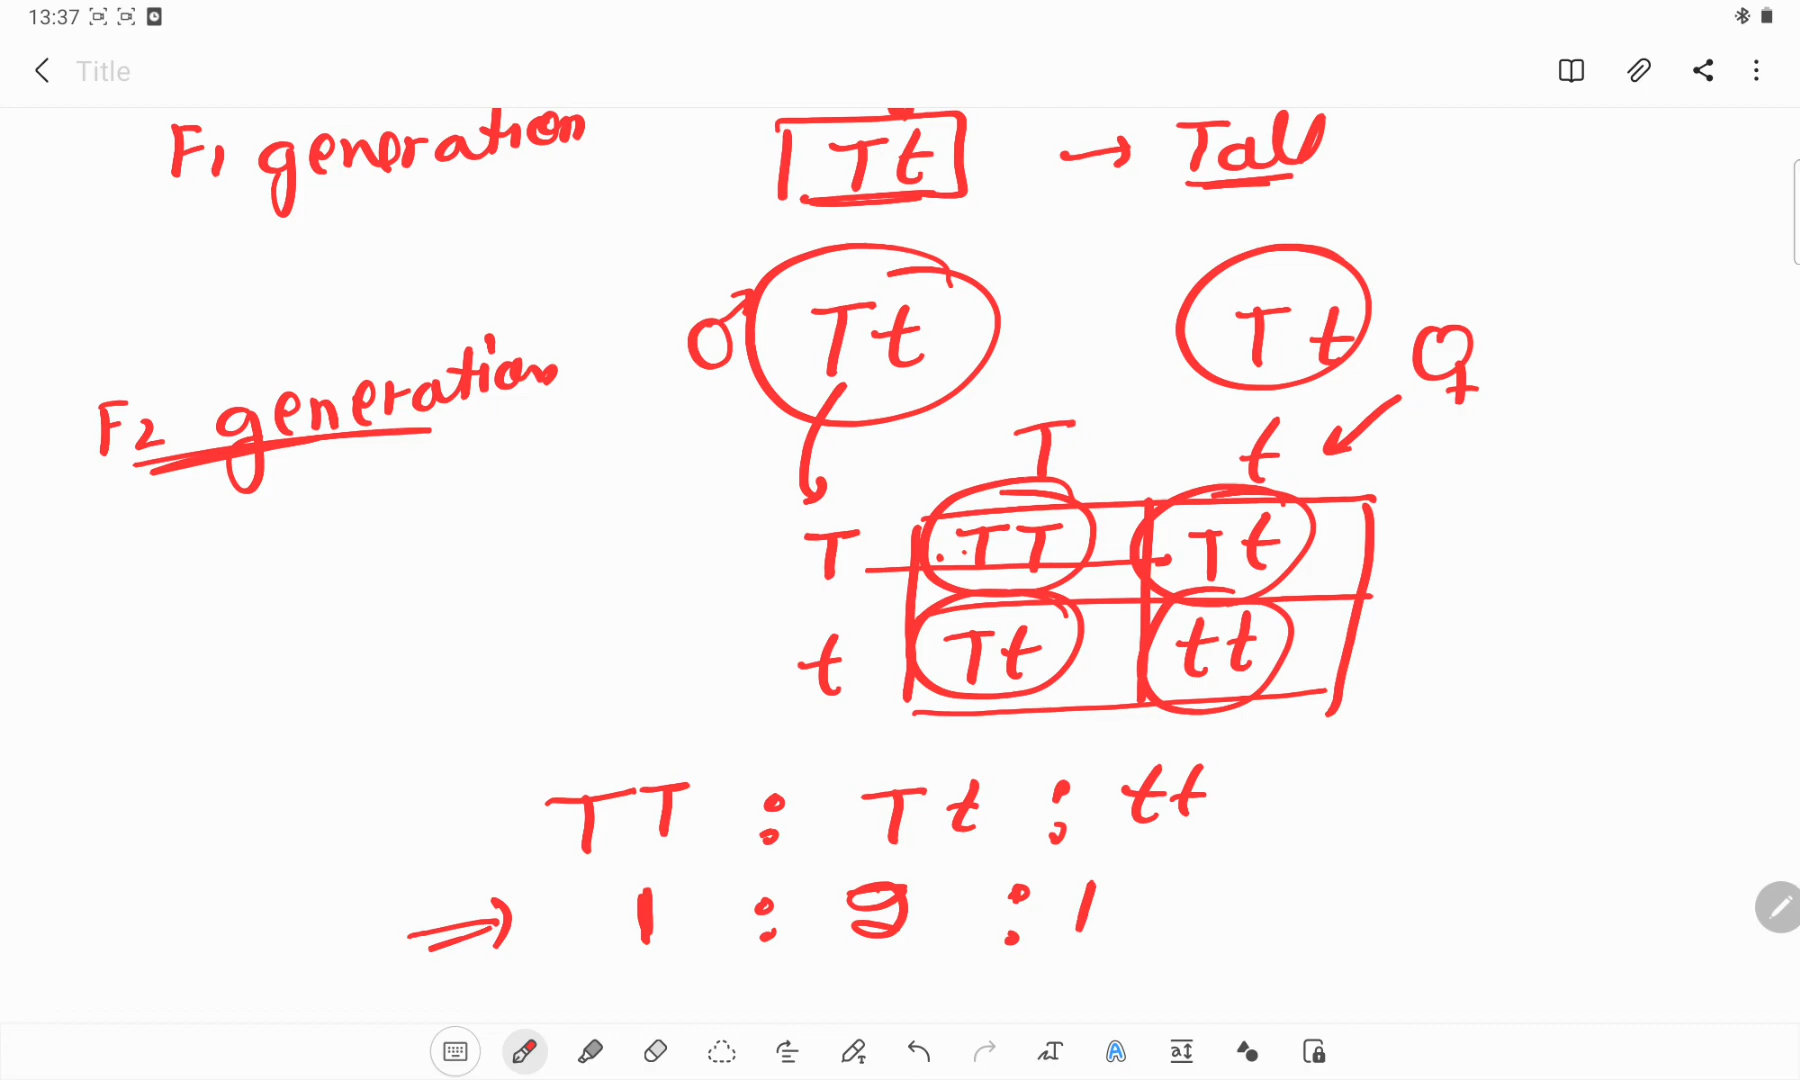 13:37
Title
F1 generation Tt → Tall
Tt Tt
F2 generation
T t
T TT Tt
t Tt tt
TT : Tt : tt
⇒ 1 : : 1